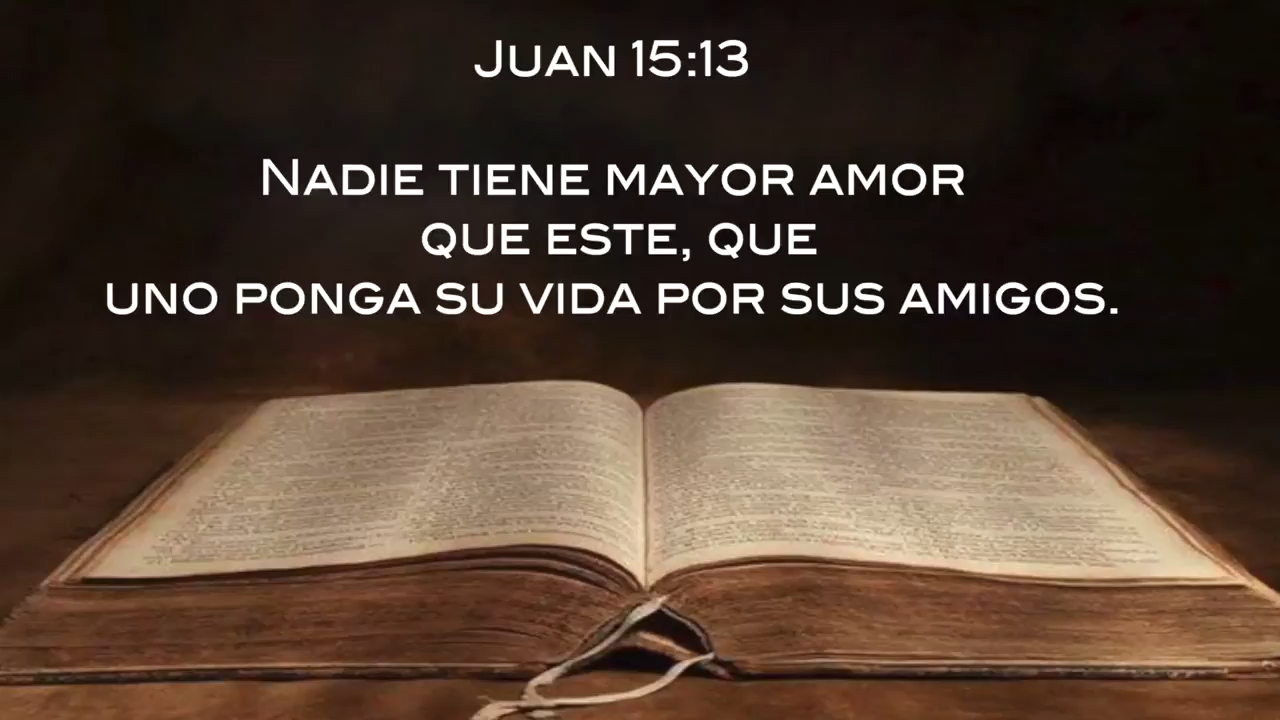 Juan 15:13
Nadie tiene mayor amor
que este, que
uno ponga su vida por sus amigos.